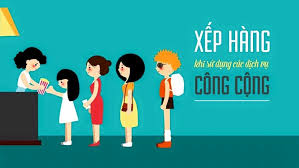 XẾP HÀNG
khi sử dụng các dịch vụ
CÔNG CỘNG